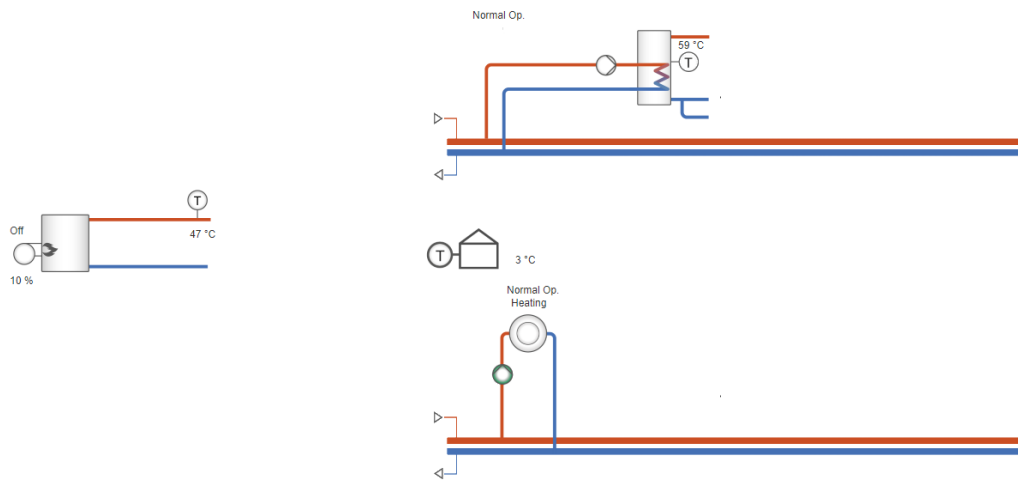 Normal Op.
59 °C
T
T
47 °C
Off
10 %
T
3 °C
Normal Op.
Heating